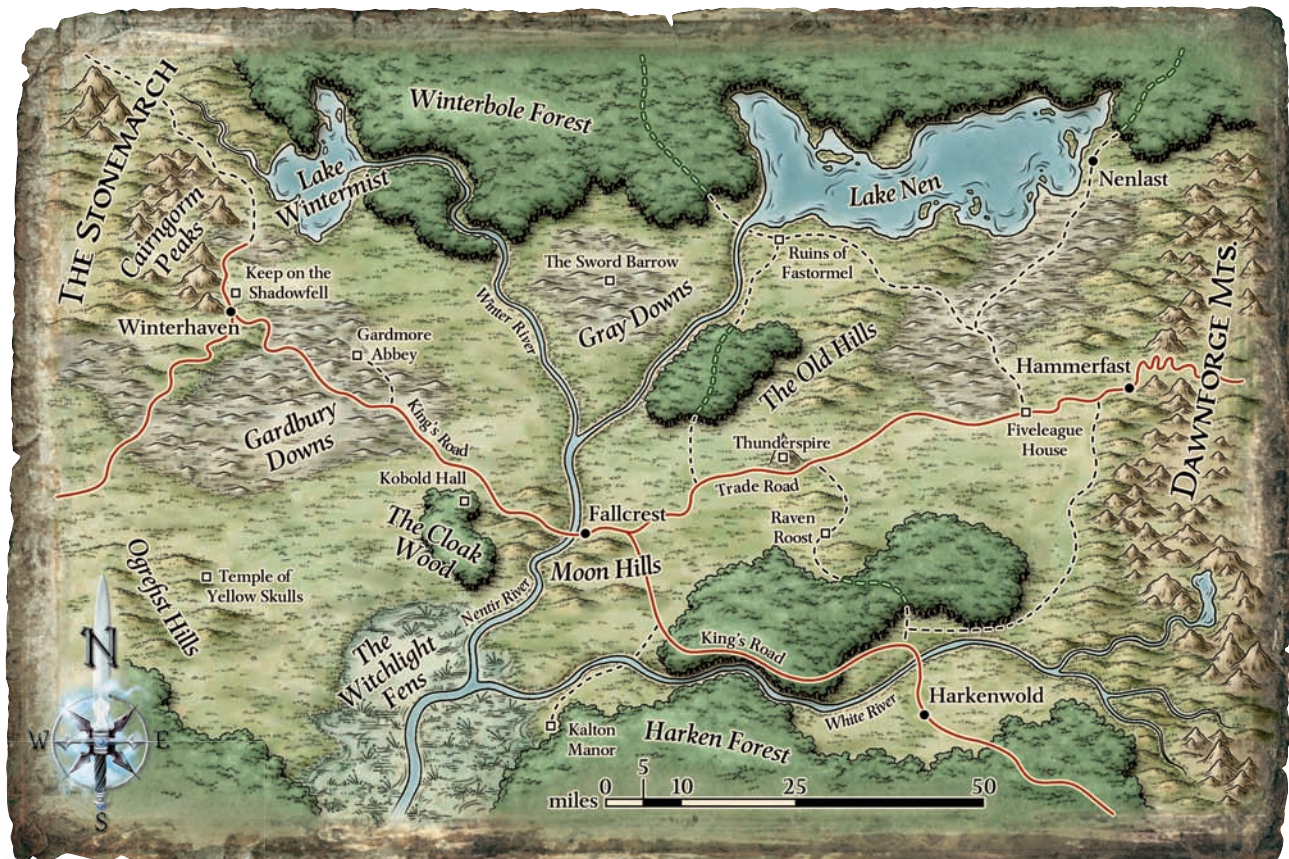 Winterbole Forest
THE STONEMARCH
Lake
Wintermist
Lake Nen
Nenlast
Cairngorm
Peaks
Keep on the
Shadowfell
Winterhaven
The Sword Barrow
Ruins of
Fastormel
Gray Downs
Winter River
DAWNFORGE MTS.
Gardmore
Abbey
The Old Hills
Hammerfast
Gardbury
Downs
King's Road
Fiveleague
House
Thunderspire
Trade Road
Kobold Hall
Fallcrest
Raven
Roost
The Cloak
Wood
Moon Hills
Ogrefist Hills
Temple of
Yellow Skulls
Nentir River
The
Witchlight
Fens
King's Road
Harkenwold
White River
Kalton
Manor
Harken Forest
N
W
E
S
5
0
10
25
50
miles